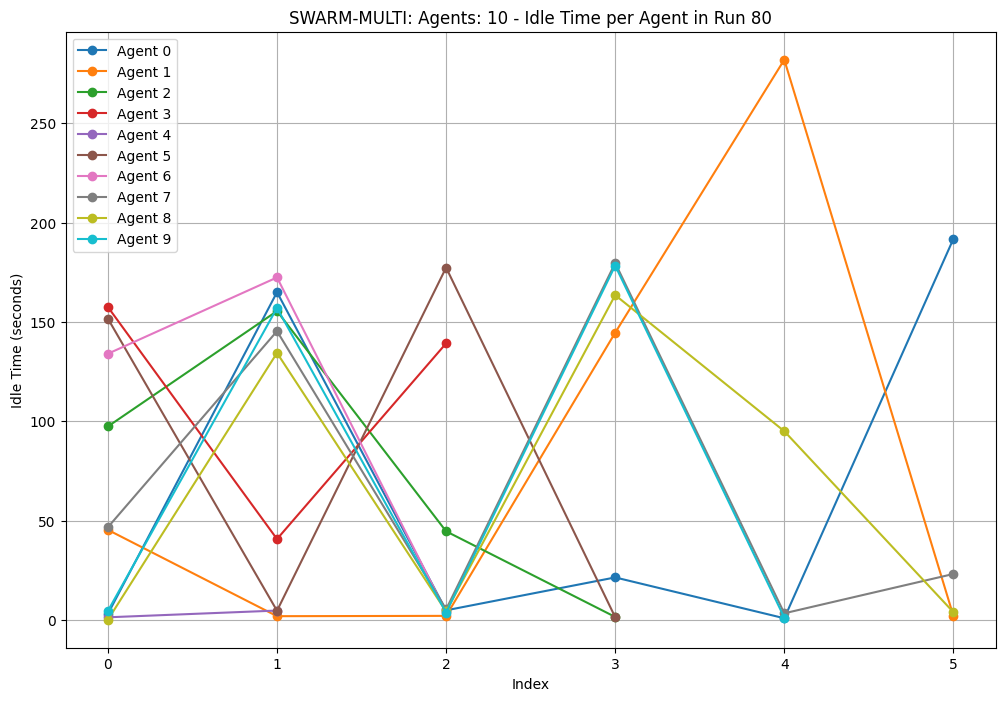 SWARM-MULTI: Agents: 10 - Idle Time per Agent in Run 80
Agent 0
Agent 1
Agent 2
Agent 3
Agent 4
Agent 5
Agent 6
Agent 7
Agent 8
Agent 9
250
200
150
100
50
0
Idle Time (seconds)
0 1 2 3 4 5
Index